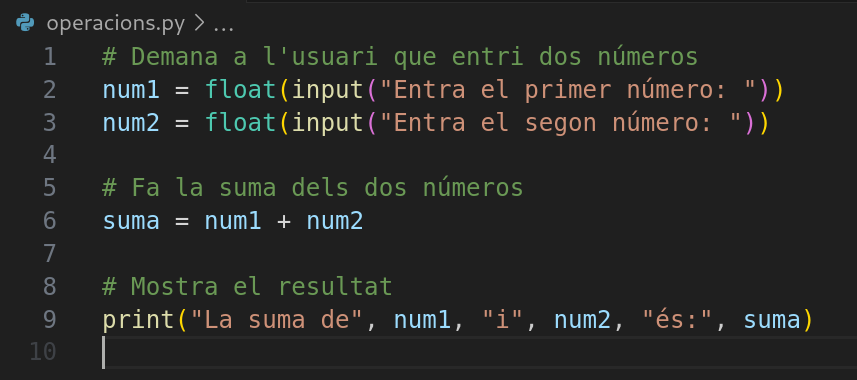 operacions.py > ...
1 # Demana a l'usuari que entri dos números
2 num1 = float(input("Entra el primer número: "))
3 num2 = float(input("Entra el segon número: "))
4
5 # Fa la suma dels dos números
6 suma = num1 + num2
7
8 # Mostra el resultat
9 print("La suma de", num1, "i", num2, "és:", suma)
10